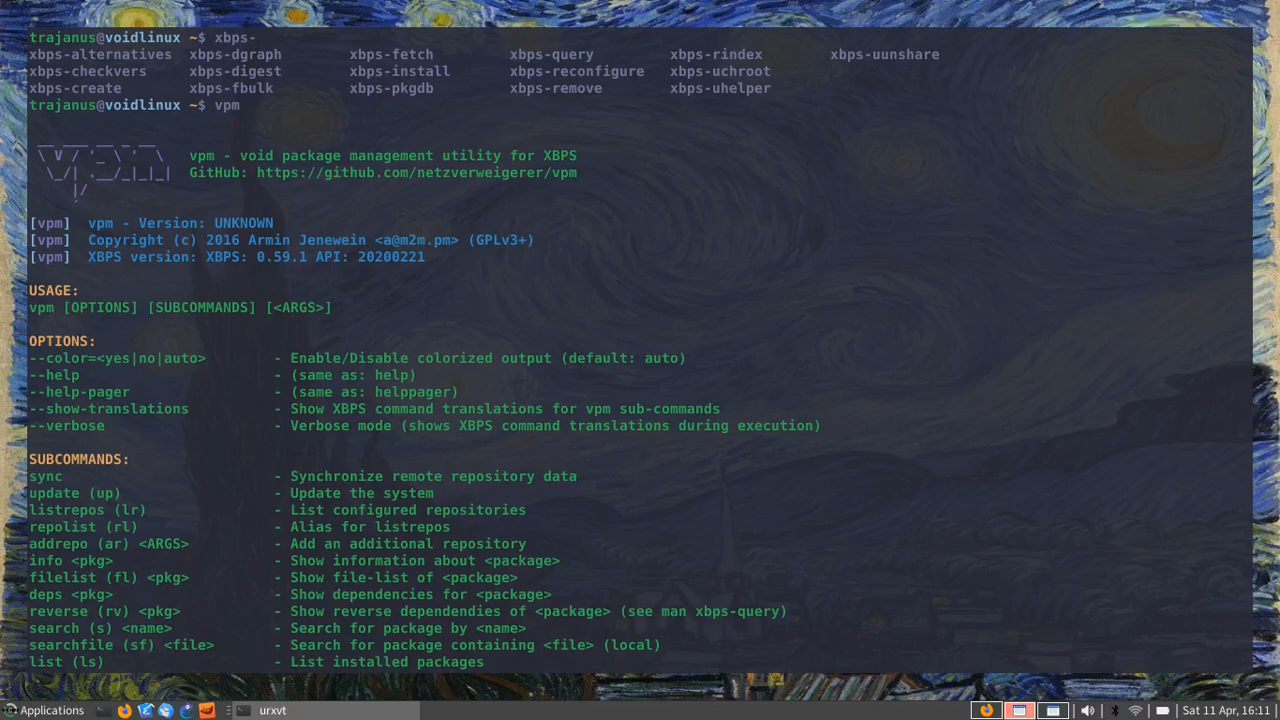 trajanus@voidlinux ~$ xbps-
xbps-alternatives  xbps-dgraph        xbps-fetch         xbps-query         xbps-rindex        xbps-uunshare
xbps-checkvers     xbps-digest        xbps-install       xbps-reconfigure   xbps-uchroot
xbps-create        xbps-fbulk         xbps-pkgdb         xbps-remove        xbps-uhelper
trajanus@voidlinux ~$ vpm
vpm - void package management utility for XBPS
GitHub: https://github.com/netzverweigerer/vpm
[vpm]  vpm - Version: UNKNOWN
[vpm]  Copyright (c) 2016 Armin Jenewein <a@m2m.pm> (GPLv3+)
[vpm]  XBPS version: XBPS: 0.59.1 API: 20200221
USAGE:
vpm [OPTIONS] [SUBCOMMANDS] [<ARGS>]
OPTIONS:
--color=<yes|no|auto>        - Enable/Disable colorized output (default: auto)
--help                       - (same as: help)
--help-pager                 - (same as: helppager)
--show-translations          - Show XBPS command translations for vpm sub-commands
--verbose                    - Verbose mode (shows XBPS command translations during execution)
SUBCOMMANDS:
sync                         - Synchronize remote repository data
update (up)                  - Update the system
listrepos (lr)               - List configured repositories
repolist (rl)                - Alias for listrepos
addrepo (ar) <ARGS>          - Add an additional repository
info <pkg>                   - Show information about <package>
filelist (fl) <pkg>          - Show file-list of <package>
deps <pkg>                   - Show dependencies for <package>
reverse (rv) <pkg>           - Show reverse dependendies of <package> (see man xbps-query)
search (s) <name>            - Search for package by <name>
searchfile (sf) <file>       - Search for package containing <file> (local)
list (ls)                    - List installed packages
Applications urxvt Sat 11 Apr, 16:11